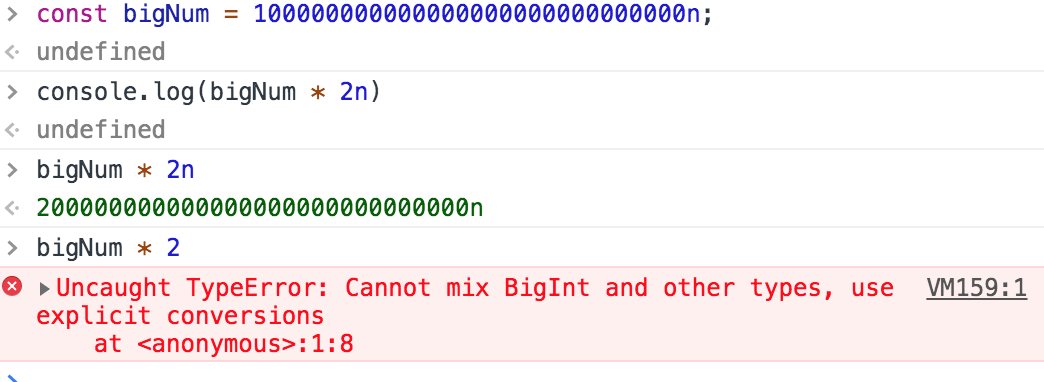 > const bigNum = 100000000000000000000000000000n;
undefined
> console.log(bigNum * 2n)
undefined
> bigNum * 2n
200000000000000000000000000000n
> bigNum * 2
Uncaught TypeError: Cannot mix BigInt and other types, use VM159:1
explicit conversions
at <anonymous>:1:8